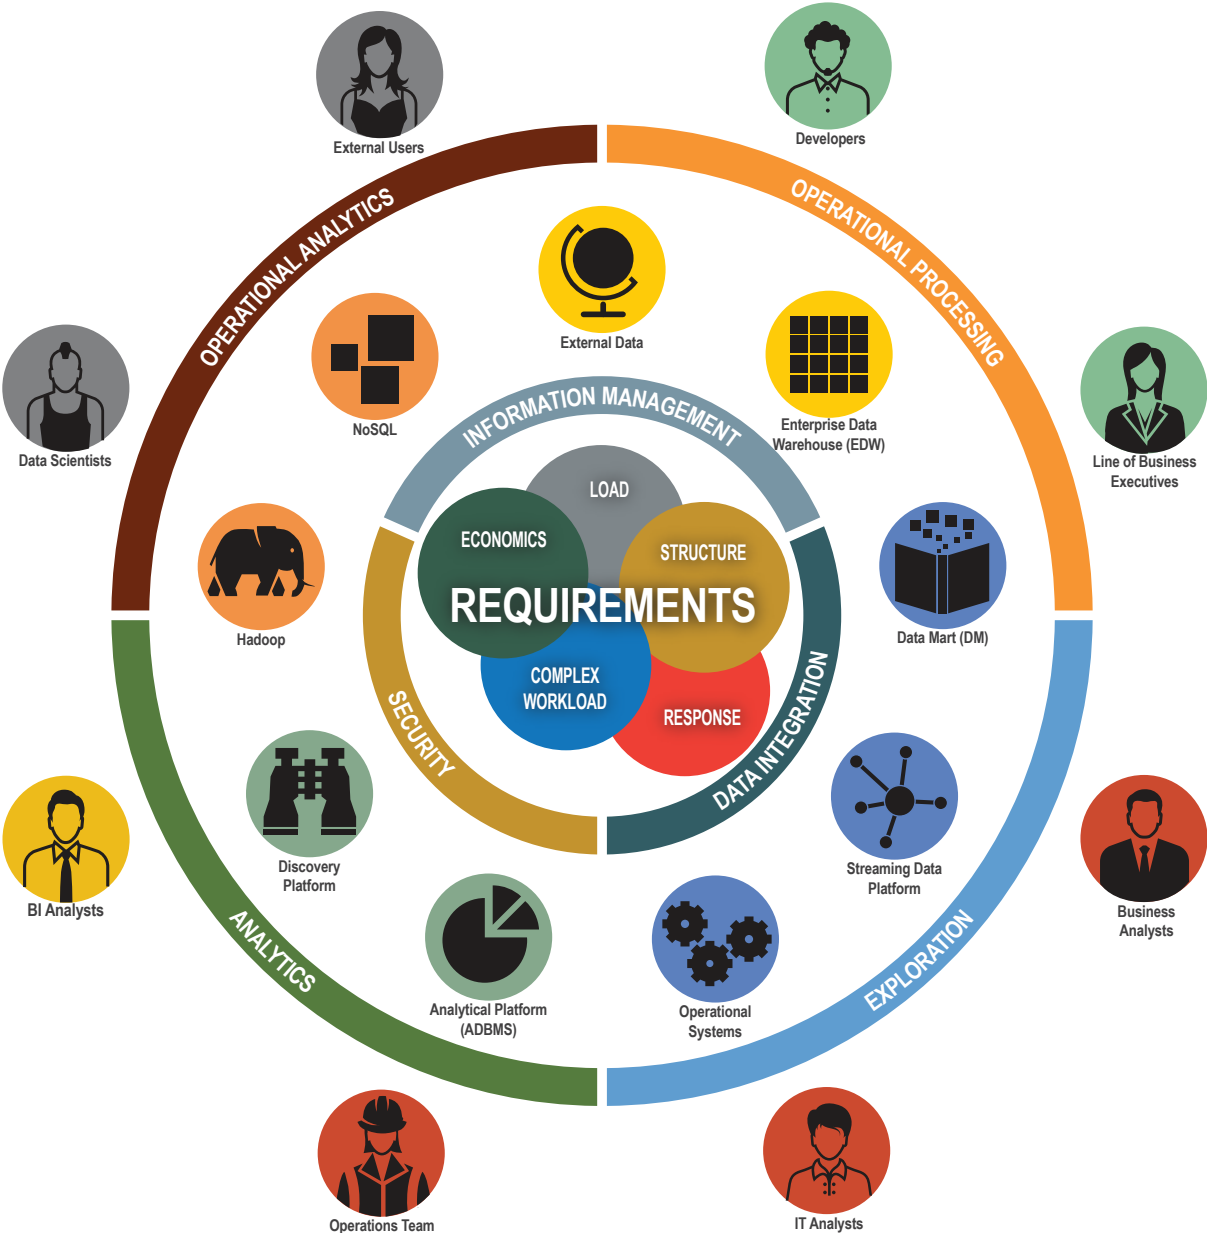 External Users
Developers
OPERATIONAL ANALYTICS
OPERATIONAL PROCESSING
External Data
NoSQL
Enterprise Data
Warehouse (EDW)
Data Scientists
Line of Business
Executives
INFORMATION MANAGEMENT
LOAD
ECONOMICS
STRUCTURE
REQUIREMENTS
Hadoop
Data Mart (DM)
COMPLEX
WORKLOAD
RESPONSE
SECURITY
DATA INTEGRATION
Discovery
Platform
Streaming Data
Platform
BI Analysts
Business
Analysts
ANALYTICS
EXPLORATION
Analytical Platform
(ADBMS)
Operational
Systems
Operations Team
IT Analysts